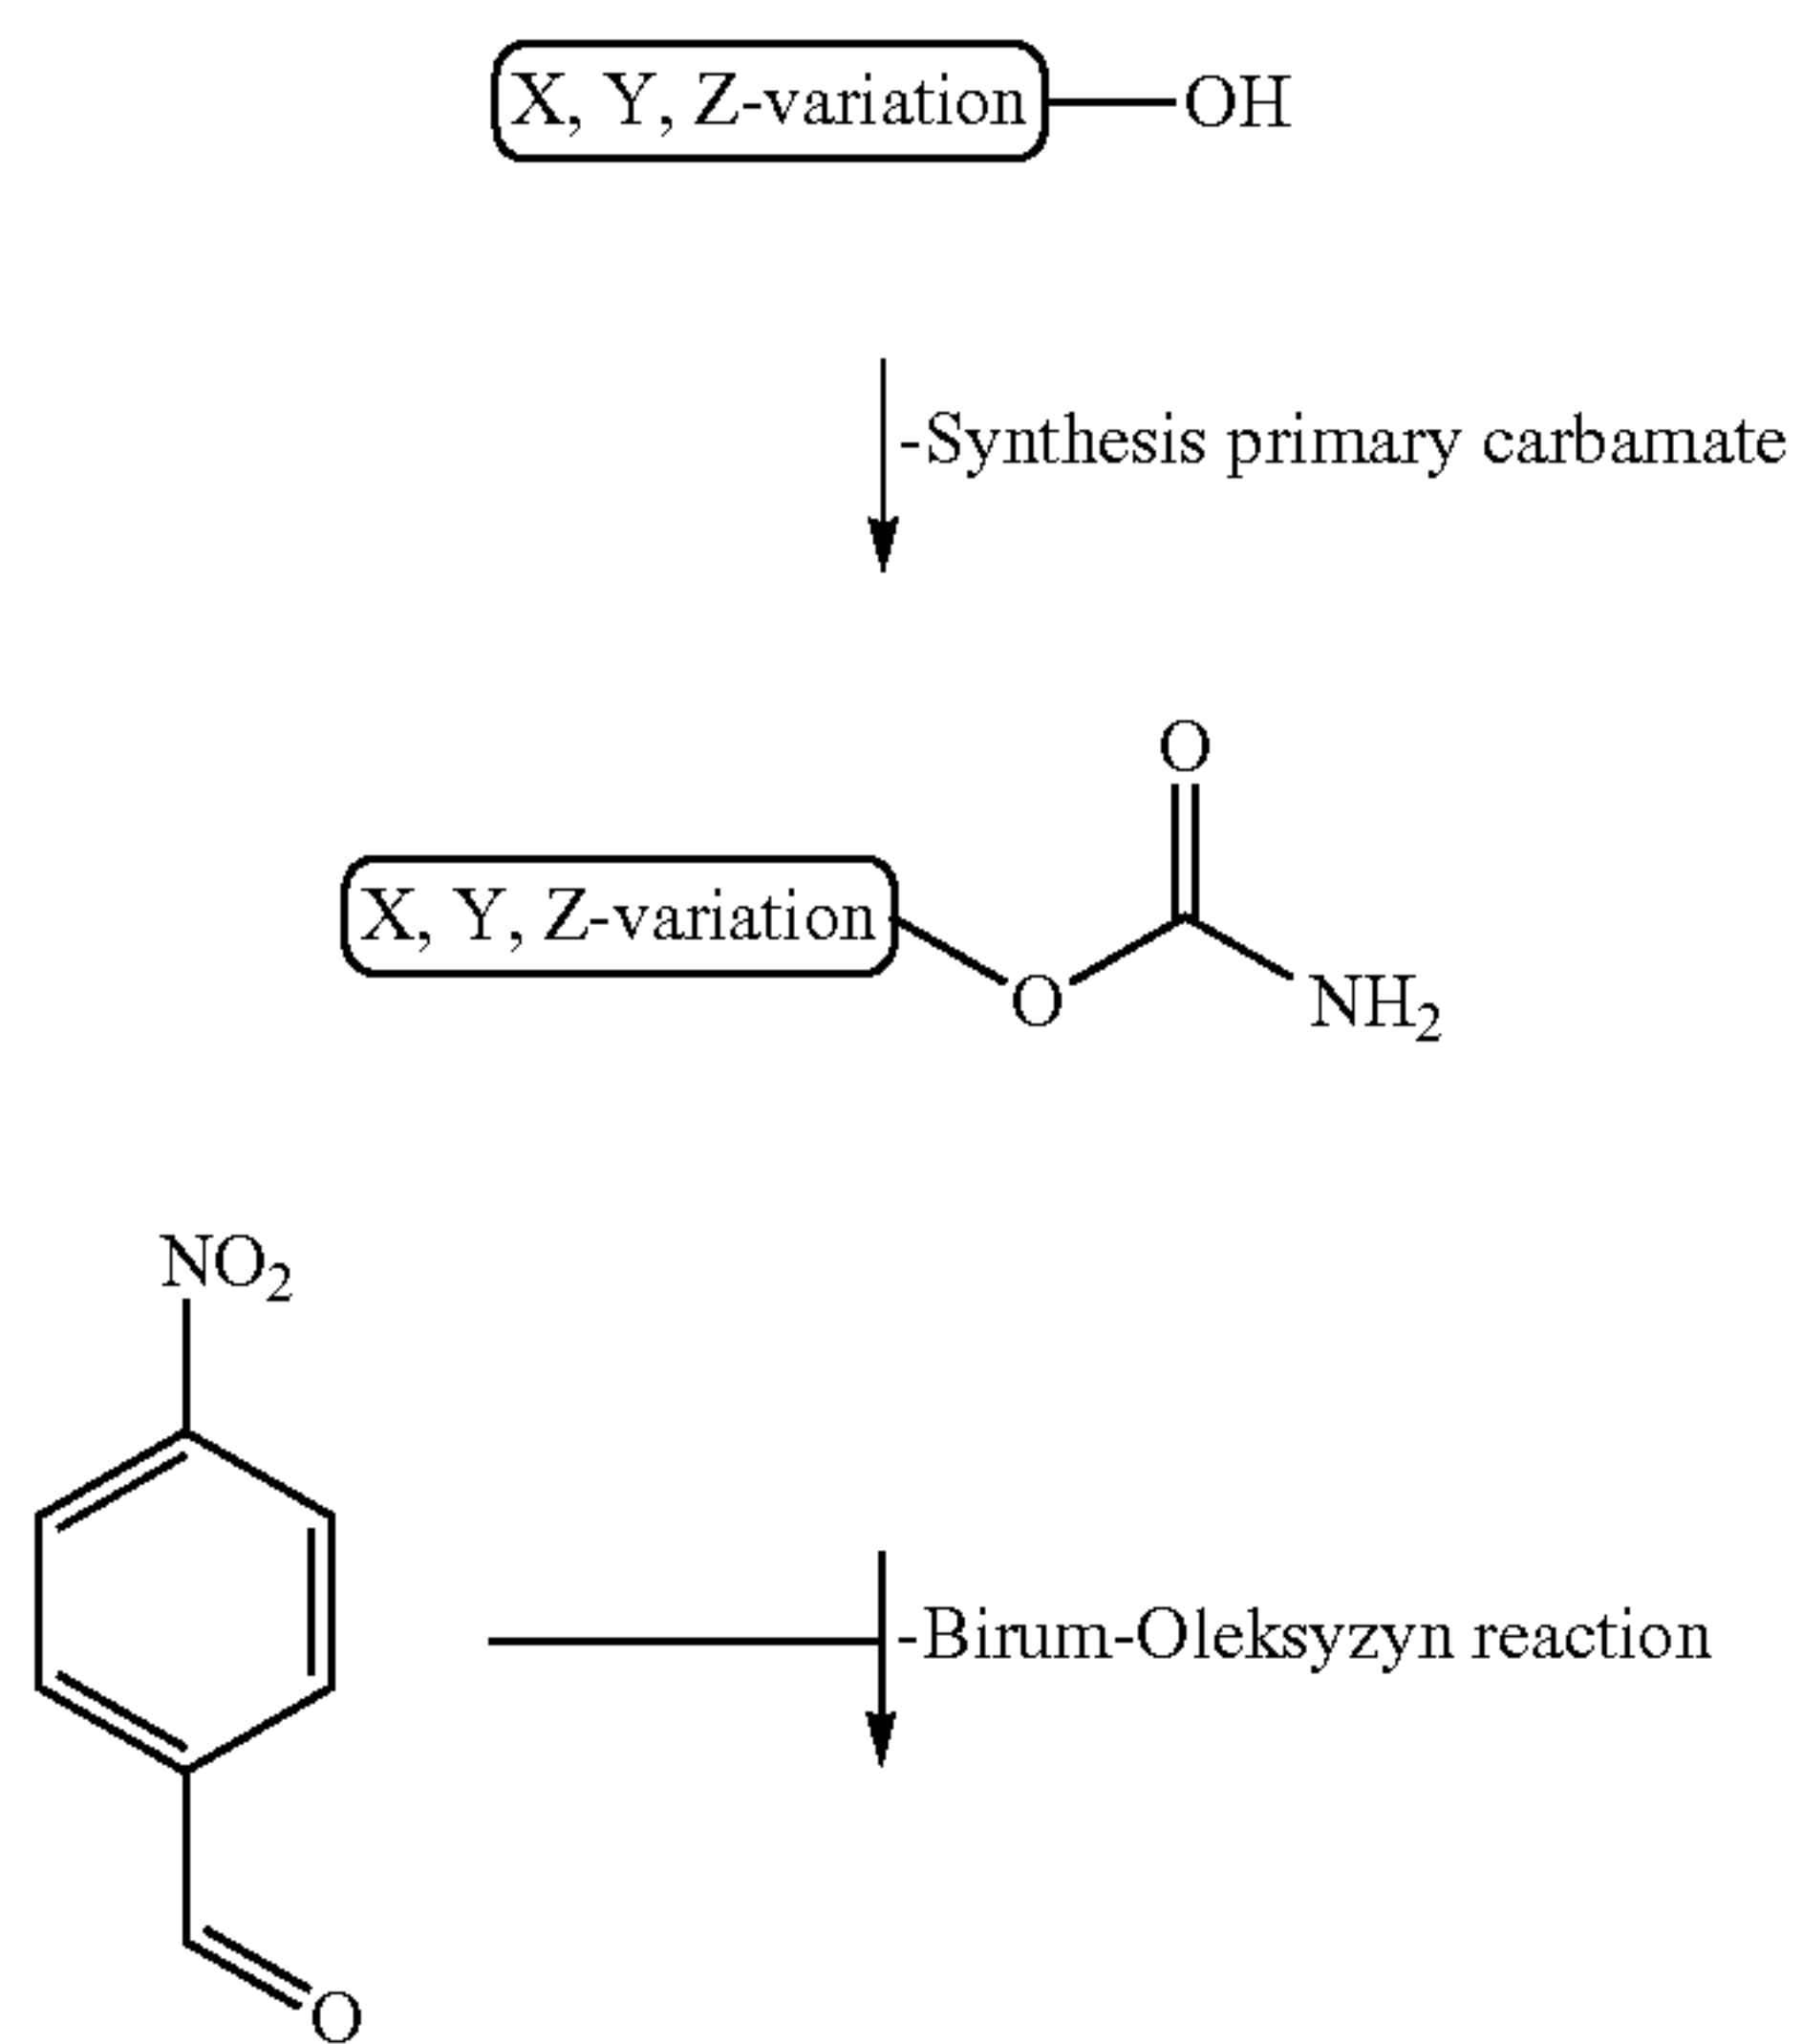 X, Y, Z-variation OH
-Synthesis primary carbamate
O
X, Y, Z-variation
O NH2
NO2
-Birum-Oleksyzyn reaction
O